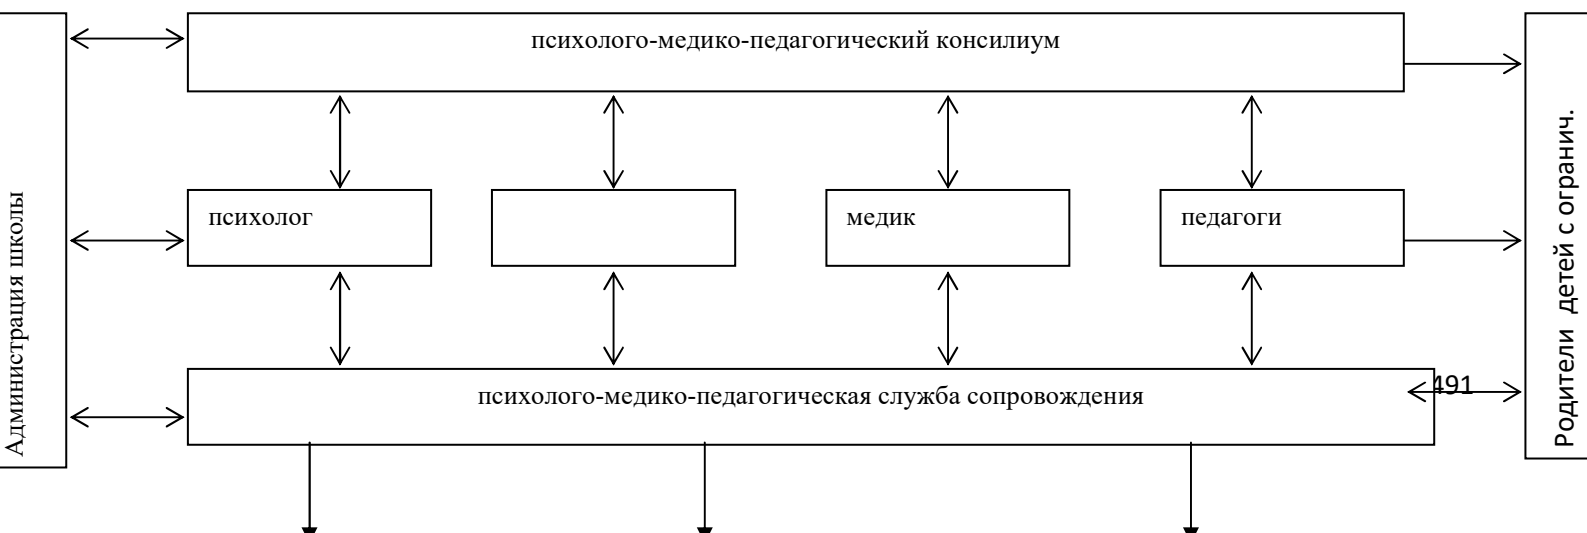 психолого-медико-педагогический консилиум
Администрация школы
психолог
медик
педагоги
Родители детей с огранич.
психолого-медико-педагогическая служба сопровождения
491